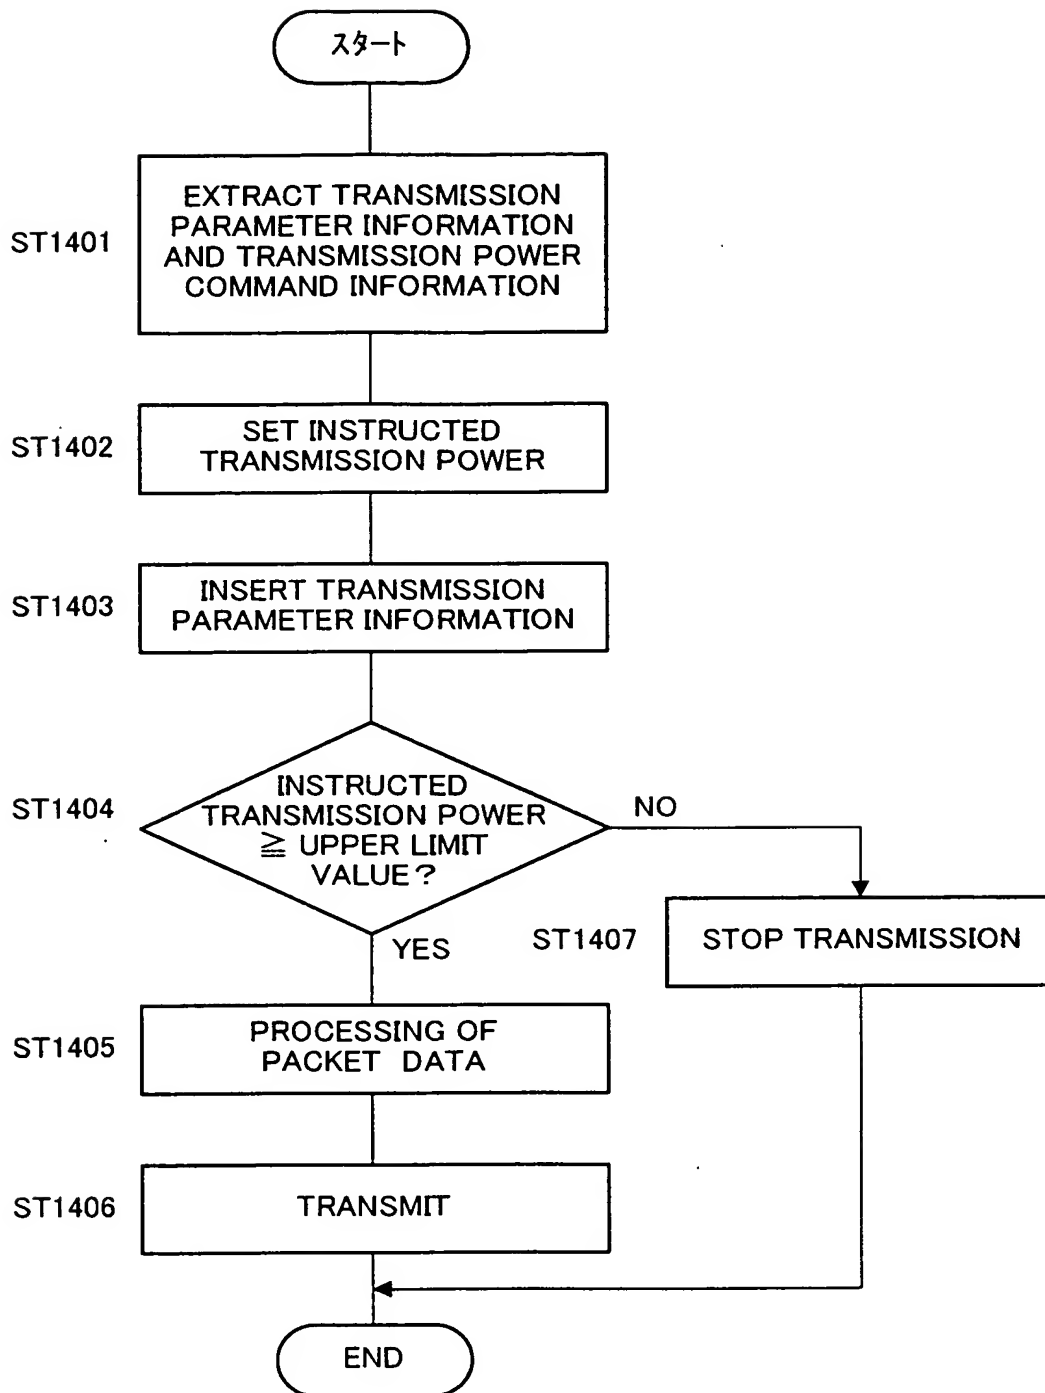 スタート
ST1401
EXTRACT TRANSMISSION
PARAMETER INFORMATION
AND TRANSMISSION POWER
COMMAND INFORMATION
ST1402
SET INSTRUCTED
TRANSMISSION POWER
ST1403
INSERT TRANSMISSION
PARAMETER INFORMATION
ST1404
INSTRUCTED
TRANSMISSION POWER
≧ UPPER LIMIT
VALUE?
NO
YES
ST1407
STOP TRANSMISSION
ST1405
PROCESSING OF
PACKET DATA
ST1406
TRANSMIT
END